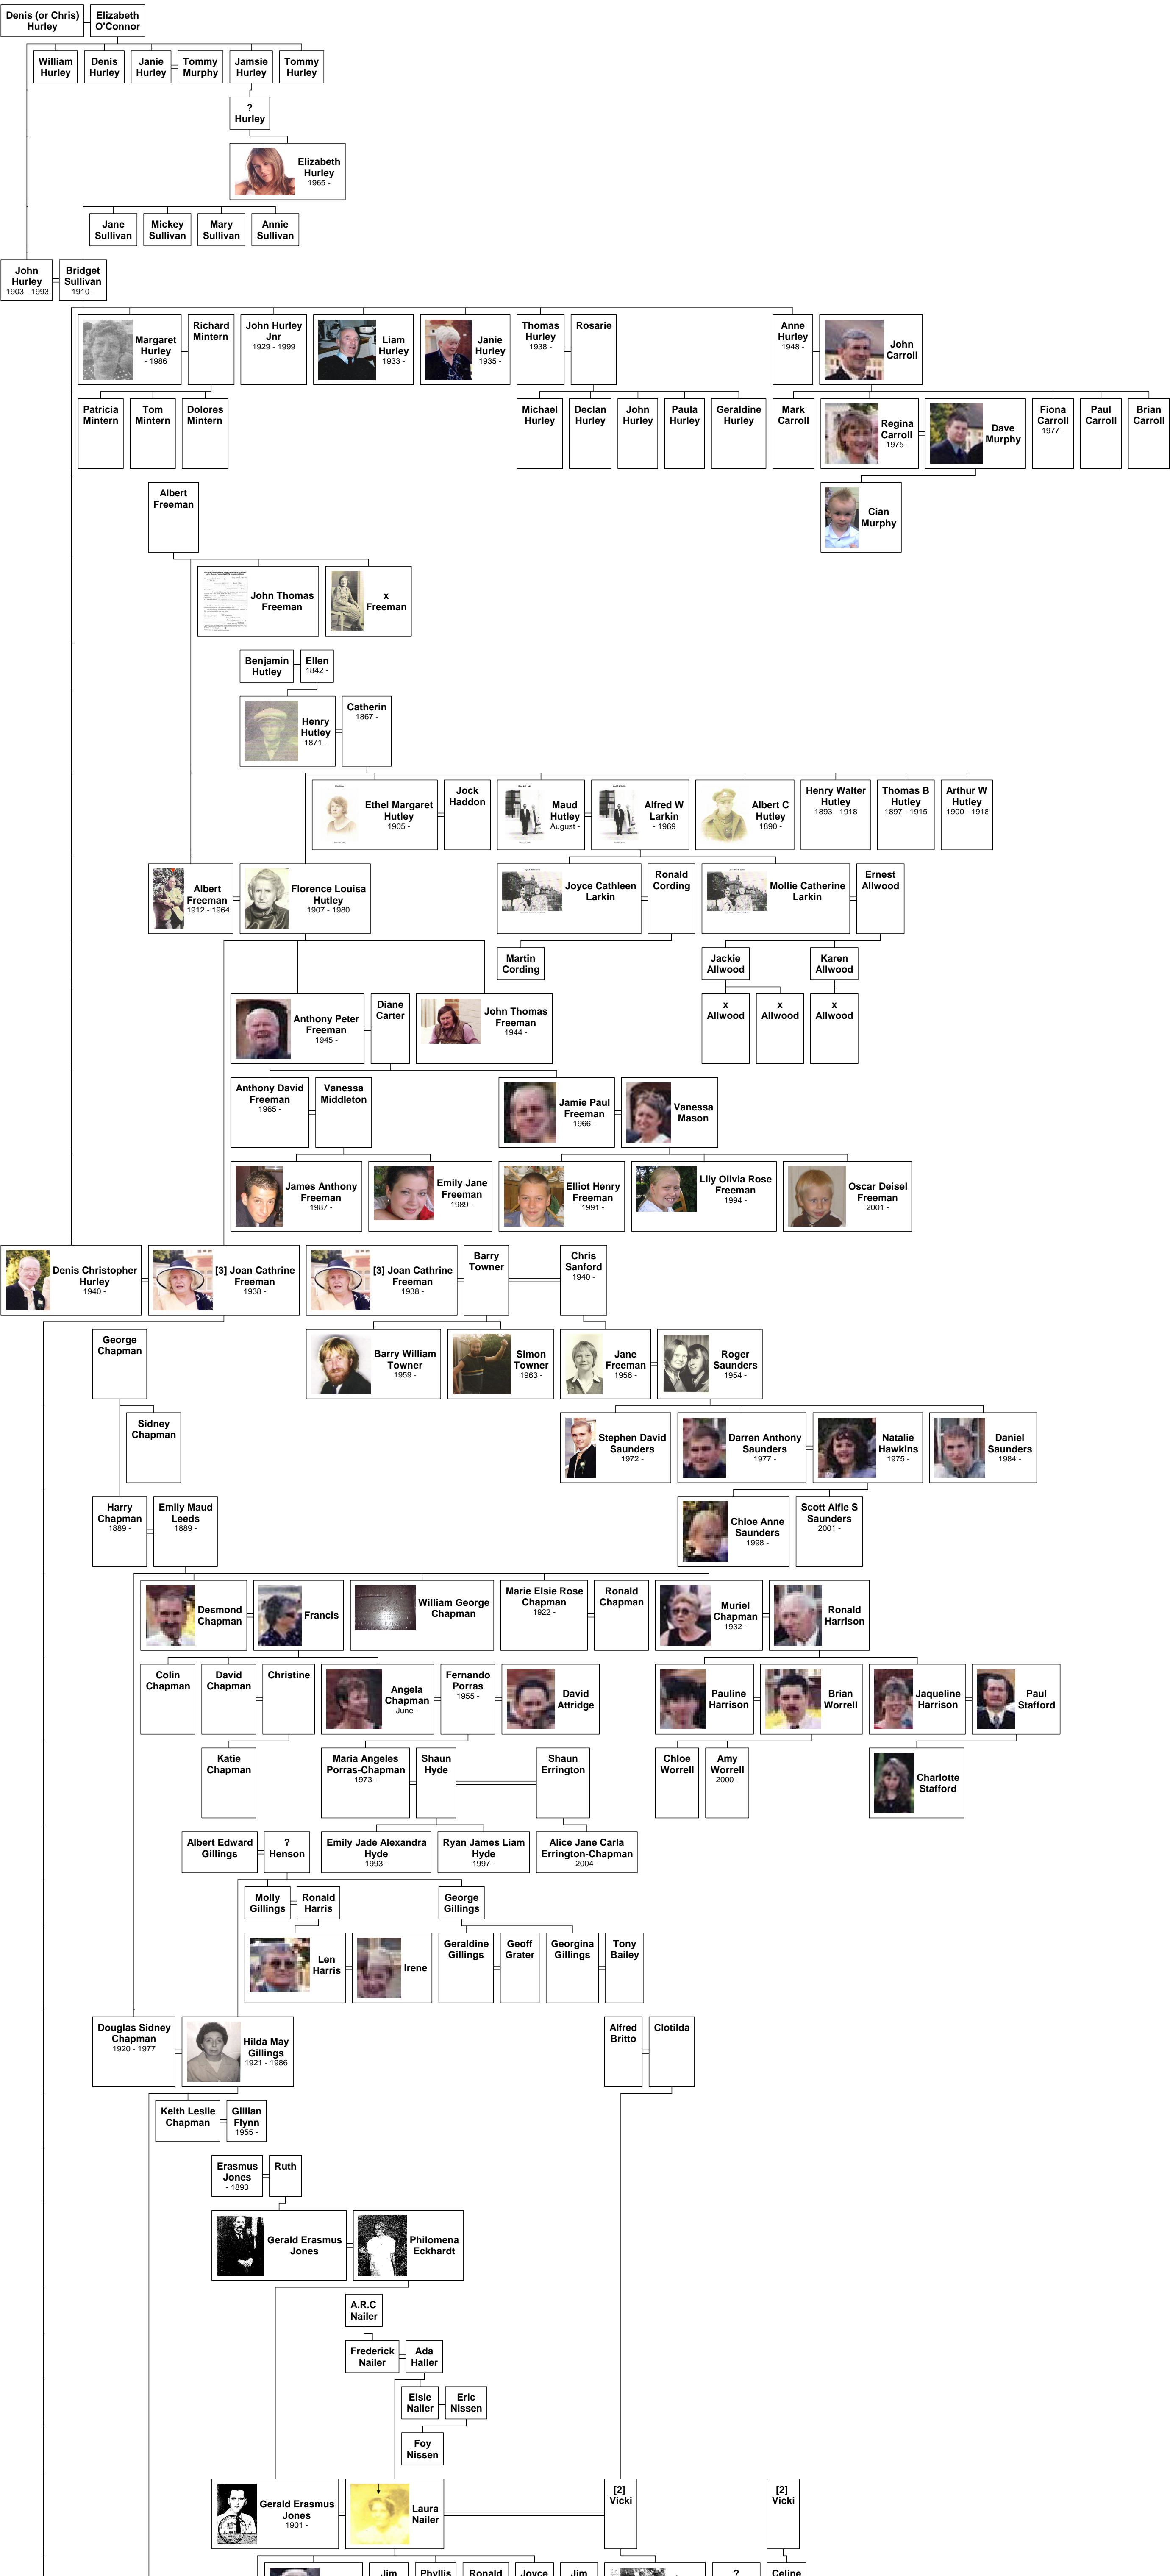 Denis (or Chris)
Hurley
Elizabeth
O'Connor
William
Hurley
Denis
Hurley
Janie
Hurley
Tommy
Murphy
Jamsie
Hurley
Tommy
Hurley
?
Hurley
Elizabeth
Hurley
1965 -
Jane
Sullivan
Mickey
Sullivan
Mary
Sullivan
Annie
Sullivan
John
Hurley
1903 - 1993
Bridget
Sullivan
1910 -
Margaret
Hurley
- 1986
Richard
Mintern
John Hurley
Jnr
1929 - 1999
Liam
Hurley
1933 -
Janie
Hurley
1935 -
Thomas
Hurley
1938 -
Rosarie
Anne
Hurley
1948 -
John
Carroll
Patricia
Mintern
Tom
Mintern
Dolores
Mintern
Michael
Hurley
Declan
Hurley
John
Hurley
Paula
Hurley
Geraldine
Hurley
Mark
Carroll
Regina
Carroll
1975 -
Dave
Murphy
Fiona
Carroll
1977 -
Paul
Carroll
Brian
Carroll
Albert
Freeman
Cian
Murphy
John Thomas
Freeman
x
Freeman
Benjamin
Hutley
Ellen
1842 -
Henry
Hutley
1871 -
Catherin
1867 -
Ethel Margaret
Hutley
1905 -
Jock
Haddon
Maud
Hutley
August -
Alfred W
Larkin
- 1969
Albert C
Hutley
1890 -
Henry Walter
Hutley
1893 - 1918
Thomas B
Hutley
1897 - 1915
Arthur W
Hutley
1900 - 1918
Albert
Freeman
1912 - 1964
Florence Louisa
Hutley
1907 - 1980
Joyce Cathleen
Larkin
Ronald
Cording
Mollie Catherine
Larkin
Ernest
Allwood
Martin
Cording
Jackie
Allwood
Karen
Allwood
Anthony Peter
Freeman
1945 -
Diane
Carter
John Thomas
Freeman
1944 -
x
Allwood
x
Allwood
x
Allwood
Anthony David
Freeman
1965 -
Vanessa
Middleton
Jamie Paul
Freeman
1966 -
Vanessa
Mason
James Anthony
Freeman
1987 -
Emily Jane
Freeman
1989 -
Elliot Henry
Freeman
1991 -
Lily Olivia Rose
Freeman
1994 -
Oscar Deisel
Freeman
2001 -
Denis Christopher
Hurley
1940 -
[3] Joan Cathrine
Freeman
1938 -
[3] Joan Cathrine
Freeman
1938 -
Barry
Towner
Chris
Sanford
1940 -
George
Chapman
Barry William
Towner
1959 -
Simon
Towner
1963 -
Jane
Freeman
1956 -
Roger
Saunders
1954 -
Sidney
Chapman
Stephen David
Saunders
1972 -
Darren Anthony
Saunders
1977 -
Natalie
Hawkins
1975 -
Daniel
Saunders
1984 -
Harry
Chapman
1889 -
Emily Maud
Leeds
1889 -
Chloe Anne
Saunders
1998 -
Scott Alfie S
Saunders
2001 -
Desmond
Chapman
Francis
William George
Chapman
Marie Elsie Rose
Chapman
1922 -
Ronald
Chapman
Muriel
Chapman
1932 -
Ronald
Harrison
Colin
Chapman
David
Chapman
Christine
Angela
Chapman
June -
Fernando
Porras
1955 -
David
Attridge
Pauline
Harrison
Brian
Worrell
Jaqueline
Harrison
Paul
Stafford
Katie
Chapman
Maria Angeles
Porras-Chapman
1973 -
Shaun
Hyde
Shaun
Errington
Chloe
Worrell
Amy
Worrell
2000 -
Charlotte
Stafford
Albert Edward
Gillings
?
Henson
Emily Jade Alexandra
Hyde
1993 -
Ryan James Liam
Hyde
1997 -
Alice Jane Carla
Errington-Chapman
2004 -
Molly
Gillings
Ronald
Harris
George
Gillings
Len
Harris
Irene
Geraldine
Gillings
Geoff
Grater
Georgina
Gillings
Tony
Bailey
Douglas Sidney
Chapman
1920 - 1977
Hilda May
Gillings
1921 - 1986
Alfred
Britto
Clotilda
Keith Leslie
Chapman
Gillian
Flynn
1955 -
Erasmus
Jones
- 1893
Ruth
Gerald Erasmus
Jones
Philomena
Eckhardt
A.R.C
Nailer
Frederick
Nailer
Ada
Haller
Elsie
Nailer
Eric
Nissen
Foy
Nissen
Gerald Erasmus
Jones
1901 -
Laura
Nailer
[2]
Vicki
[2]
Vicki
Jim
Phyllis
Ronald
Joyce
Jim
?
Celine